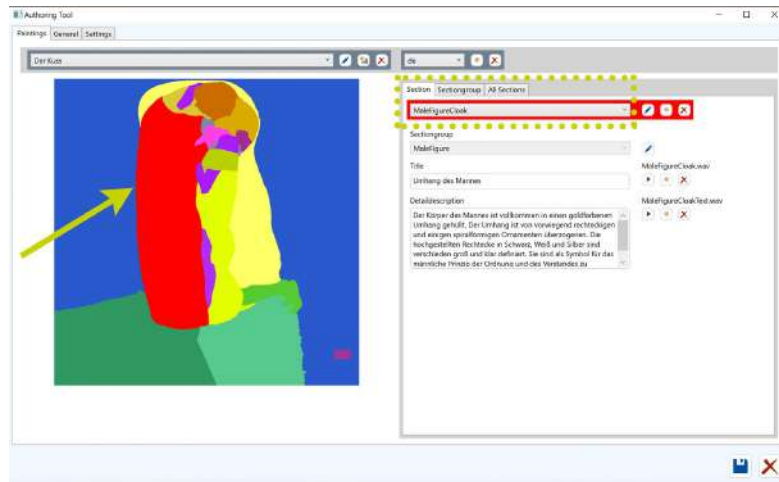 Authoring Tool
Paintings General Settings
Der Kuss
de
Section Sectiongroup All Sections
MaleFigureCloak
Sectiongroup
MaleFigure
Title
MaleFigureCloak.wav
Umhang des Mannes
Detaildescription
MaleFigureCloakText.wav
Der Körper des Mannes ist vollkommen in einen goldfarbenen
Umhang gehüllt. Der Umhang ist von vorwiegend rechteckigen
und einigen spiralförmigen Ornamenten überzogenen. Die
hochgestellten Rechtecke in Schwarz, Weiß und Silber sind
verschieden groß und klar definiert. Sie sind als Symbol für das
männliche Prinzip der Ordnung und des Verstandes zu